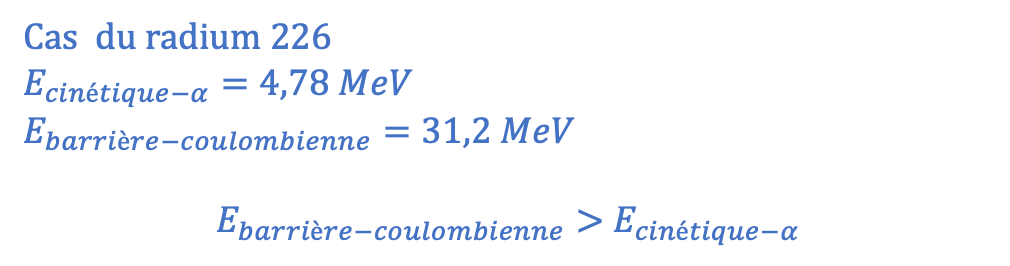 Cas du radium 226
E_{cinétique−α} = 4,78 MeV
E_{barrière−coulombienne} = 31,2 MeV
E_{barrière−coulombienne} > E_{cinétique−α}